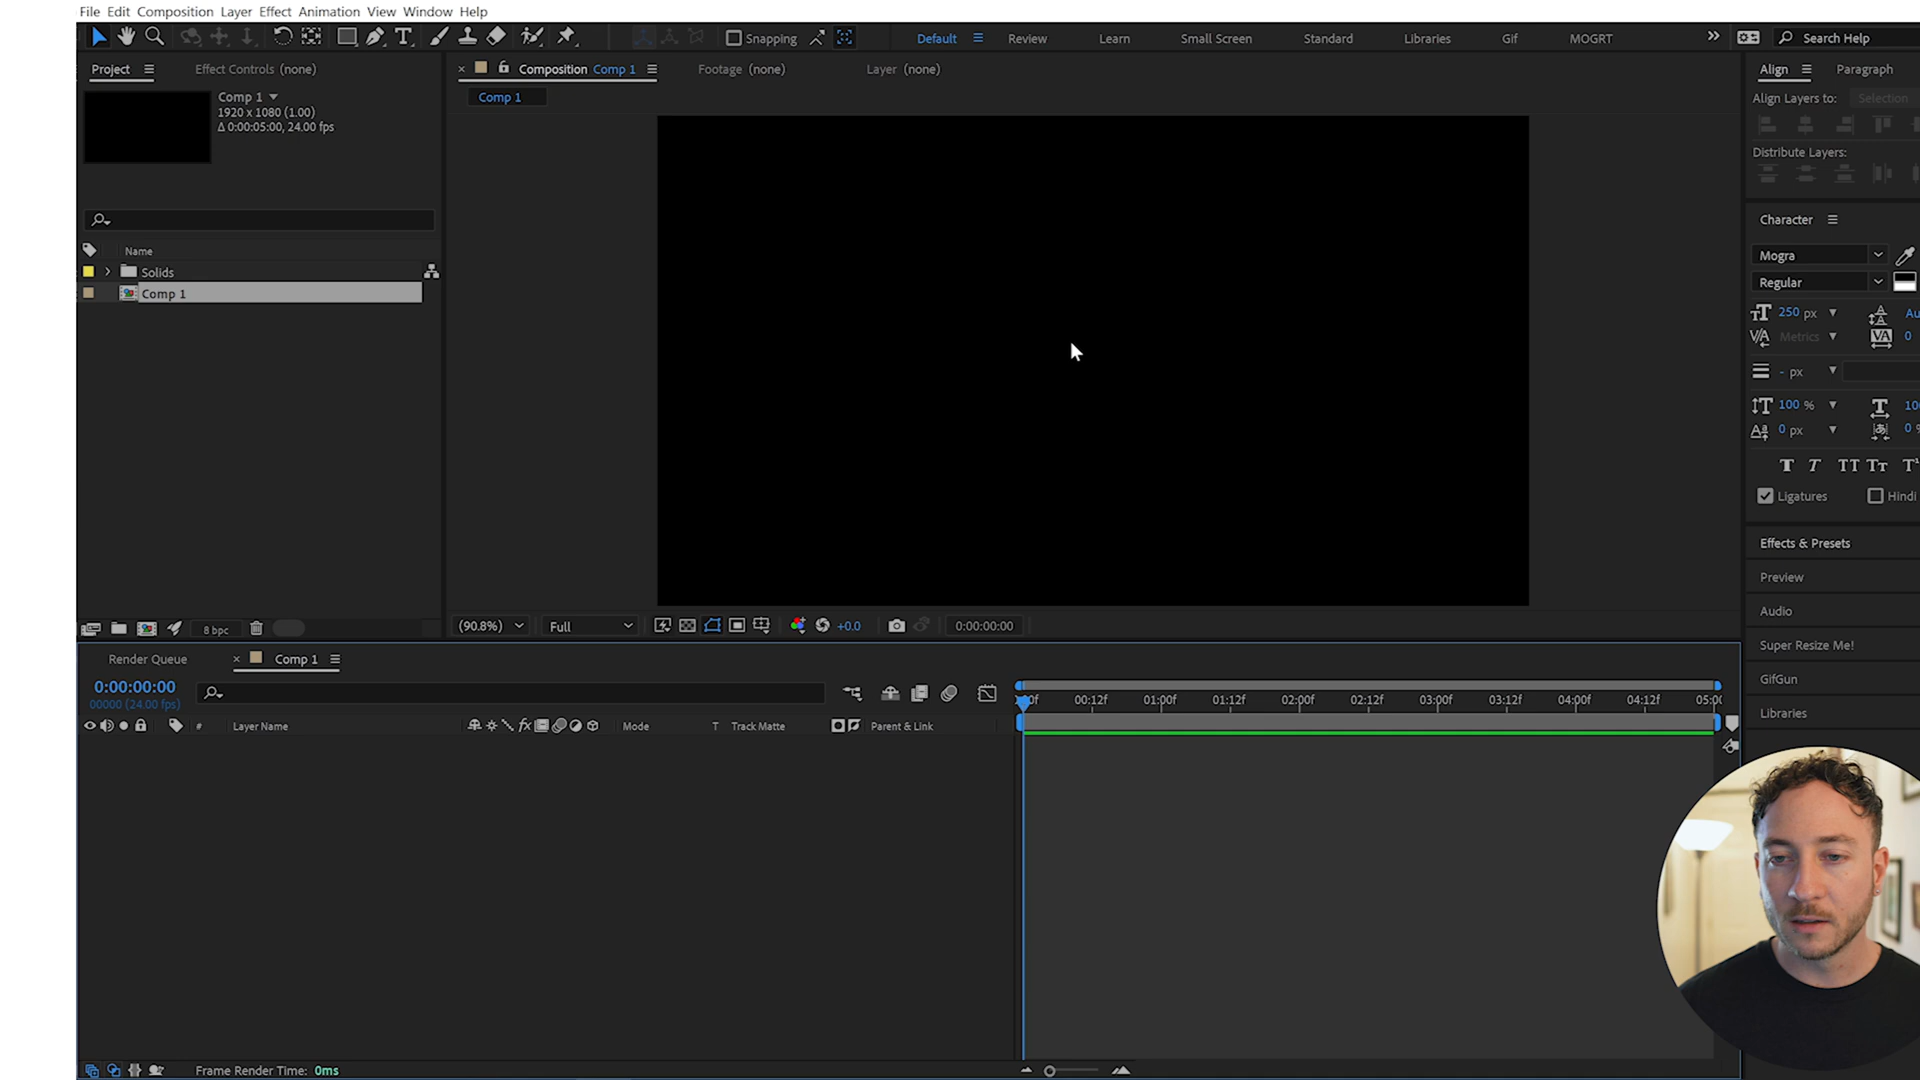 File Edit Composition Layer Effect Animation View Window Help
Snapping
Default Review Learn Small Screen Standard Libraries Gif MOGRT
Search Help
Project
Effect Controls (none)
Composition Comp 1
Footage (none)
Layer (none)
Comp 1
Comp 1
1920 x 1080 (1.00)
Δ 0:00:05:00, 24.00 fps
Name
Solids
Comp 1
8 bpc
(90.8%)
Full
+0.0
0:00:00:00
Align
Paragraph
Align Layers to: Selection
Distribute Layers:
Character
Mogra
Regular
250 px
Metrics
0
- px
100 %
0 px
Ligatures
Hindi
Effects & Presets
Preview
Audio
Super Resize Me!
GifGun
Libraries
Render Queue
Comp 1
0:00:00:00
00000 (24.00 fps)
# Layer Name
Mode T Track Matte
Parent & Link
00:12f 01:00f 01:12f 02:00f 02:12f 03:00f 03:12f 04:00f 04:12f
Frame Render Time: 0ms